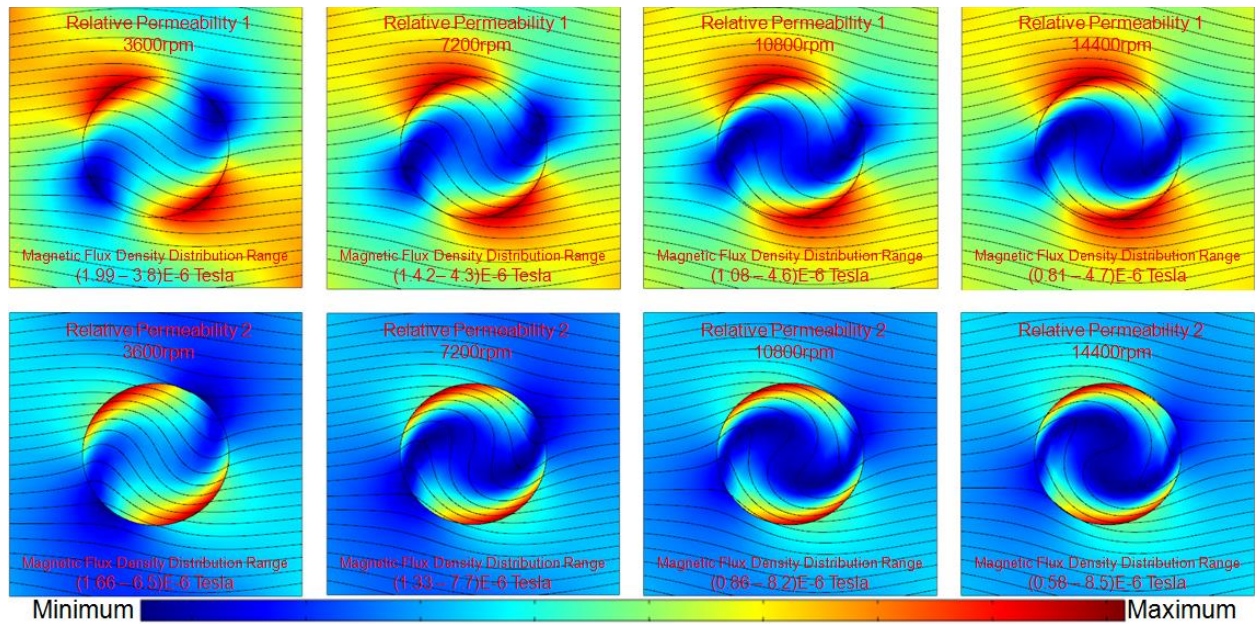 Relative Permeability 1
3600rpm
Magnetic Flux Density Distribution Range
(1.99 – 3.8)E-6 Tesla
Relative Permeability 1
7200rpm
Magnetic Flux Density Distribution Range
(1.4.2 – 4.3)E-6 Tesla
Relative Permeability 1
10800rpm
Magnetic Flux Density Distribution Range
(1.08 – 4.6)E-6 Tesla
Relative Permeability 1
14400rpm
Magnetic Flux Density Distribution Range
(0.81 – 4.7)E-6 Tesla
Relative Permeability 2
3600rpm
Magnetic Flux Density Distribution Range
(1.66 – 6.5)E-6 Tesla
Relative Permeability 2
7200rpm
Magnetic Flux Density Distribution Range
(1.33 – 7.7)E-6 Tesla
Relative Permeability 2
10800rpm
Magnetic Flux Density Distribution Range
(0.86 – 8.2)E-6 Tesla
Relative Permeability 2
14400rpm
Magnetic Flux Density Distribution Range
(0.58 – 8.5)E-6 Tesla
Minimum
Maximum